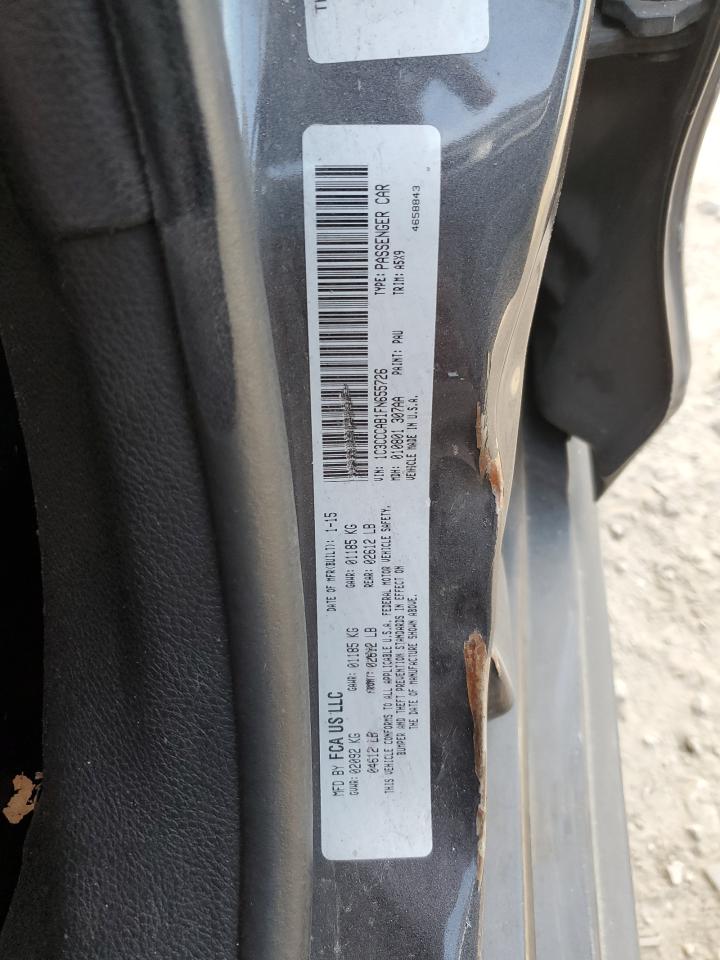 MFD BY FCA US LLC
DATE OF MFR(BUILT): 1-15
GVWR: 02092 KG
GAWR: 01185 KG
GAWR: 01185 KG
04612 LB
FRONT: 02612 LB
REAR: 02612 LB
THIS VEHICLE CONFORMS TO ALL APPLICABLE U.S.A. FEDERAL MOTOR VEHICLE SAFETY,
BUMPER AND THEFT PREVENTION STANDARDS IN EFFECT ON
THE DATE OF MANUFACTURE SHOWN ABOVE.
VIN: 1C3CCCAB1FN655726
TYPE: PASSENGER CAR
MDH: 010801 307AA
PAINT: PAU
TRIM: A5X9
VEHICLE MADE IN U.S.A.
4658843